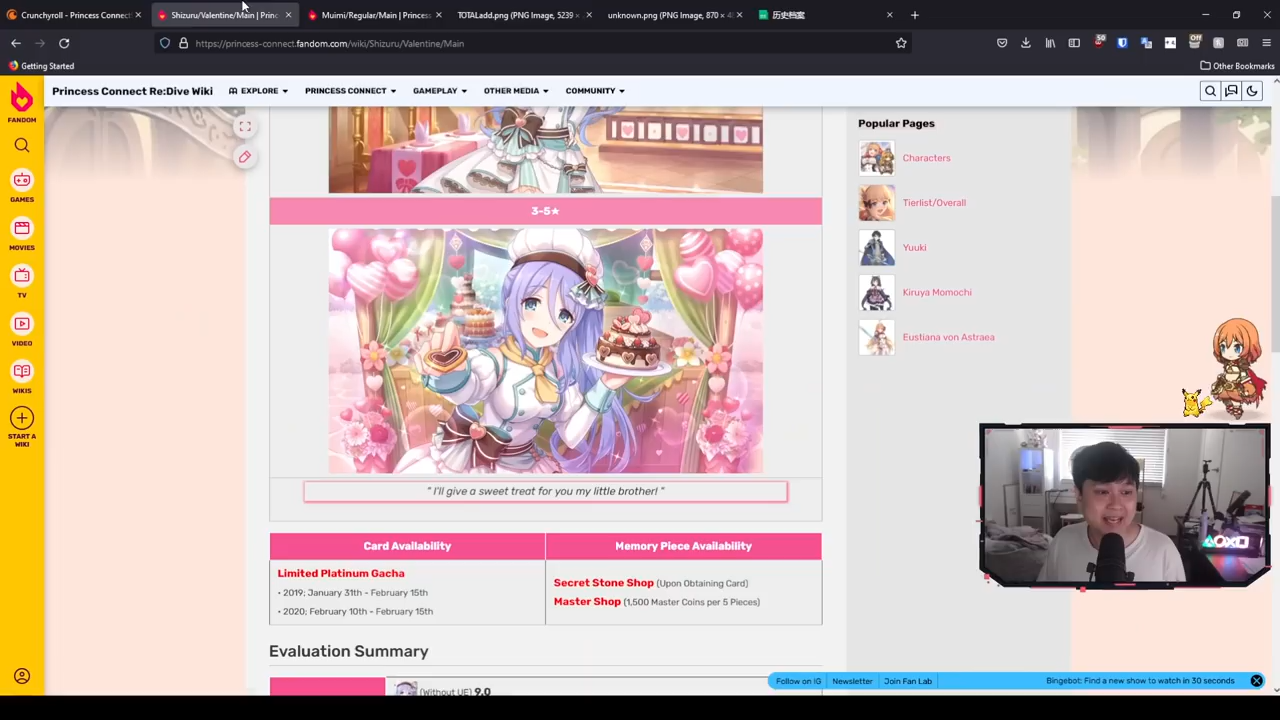 Crunchyroll - Princess Connect!
Shizuru/Valentine/Main | Princ
Muimi/Regular/Main | Princess
TOTALadd.png (PNG Image, 5239 ×
unknown.png (PNG Image, 870 × 4
历史档案
https://princess-connect.fandom.com/wiki/Shizuru/Valentine/Main
50
Off
Getting Started
Other Bookmarks
FANDOM
GAMES
MOVIES
TV
VIDEO
WIKIS
START A
WIKI
Princess Connect Re:Dive Wiki
EXPLORE
PRINCESS CONNECT
GAMEPLAY
OTHER MEDIA
COMMUNITY
3-5★
" I'll give a sweet treat for you my little brother! "
Card Availability
Memory Piece Availability
Limited Platinum Gacha
• 2019; January 31th - February 15th
• 2020; February 10th - February 15th
Secret Stone Shop (Upon Obtaining Card)
Master Shop (1,500 Master Coins per 5 Pieces)
Evaluation Summary
(Without UE) 9.0
Popular Pages
Characters
Tierlist/Overall
Yuuki
Kiruya Momochi
Eustiana von Astraea
Follow on IG
Newsletter
Join Fan Lab
Bingebot: Find a new show to watch in 30 seconds